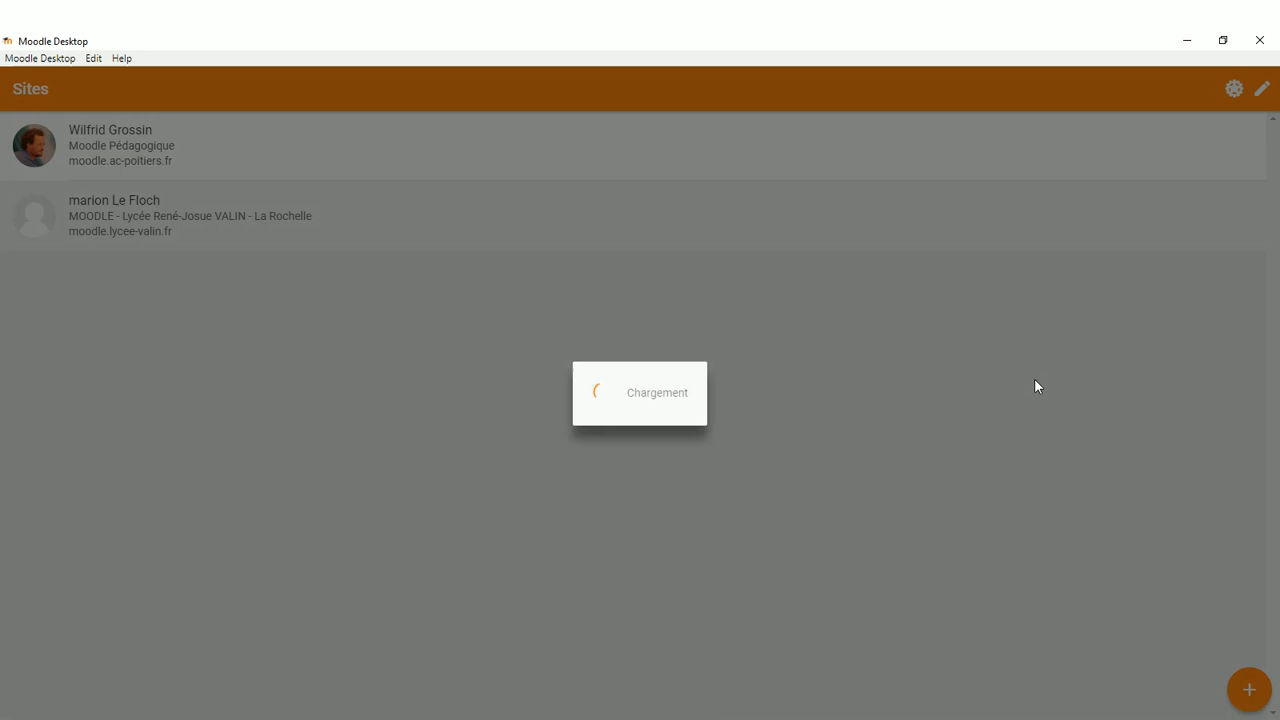 Moodle Desktop
Moodle Desktop Edit Help
Sites
Wilfrid Grossin
Moodle Pédagogique
moodle.ac-poitiers.fr
marion Le Floch
MOODLE - Lycée René-Josue VALIN - La Rochelle
moodle.lycee-valin.fr
Chargement